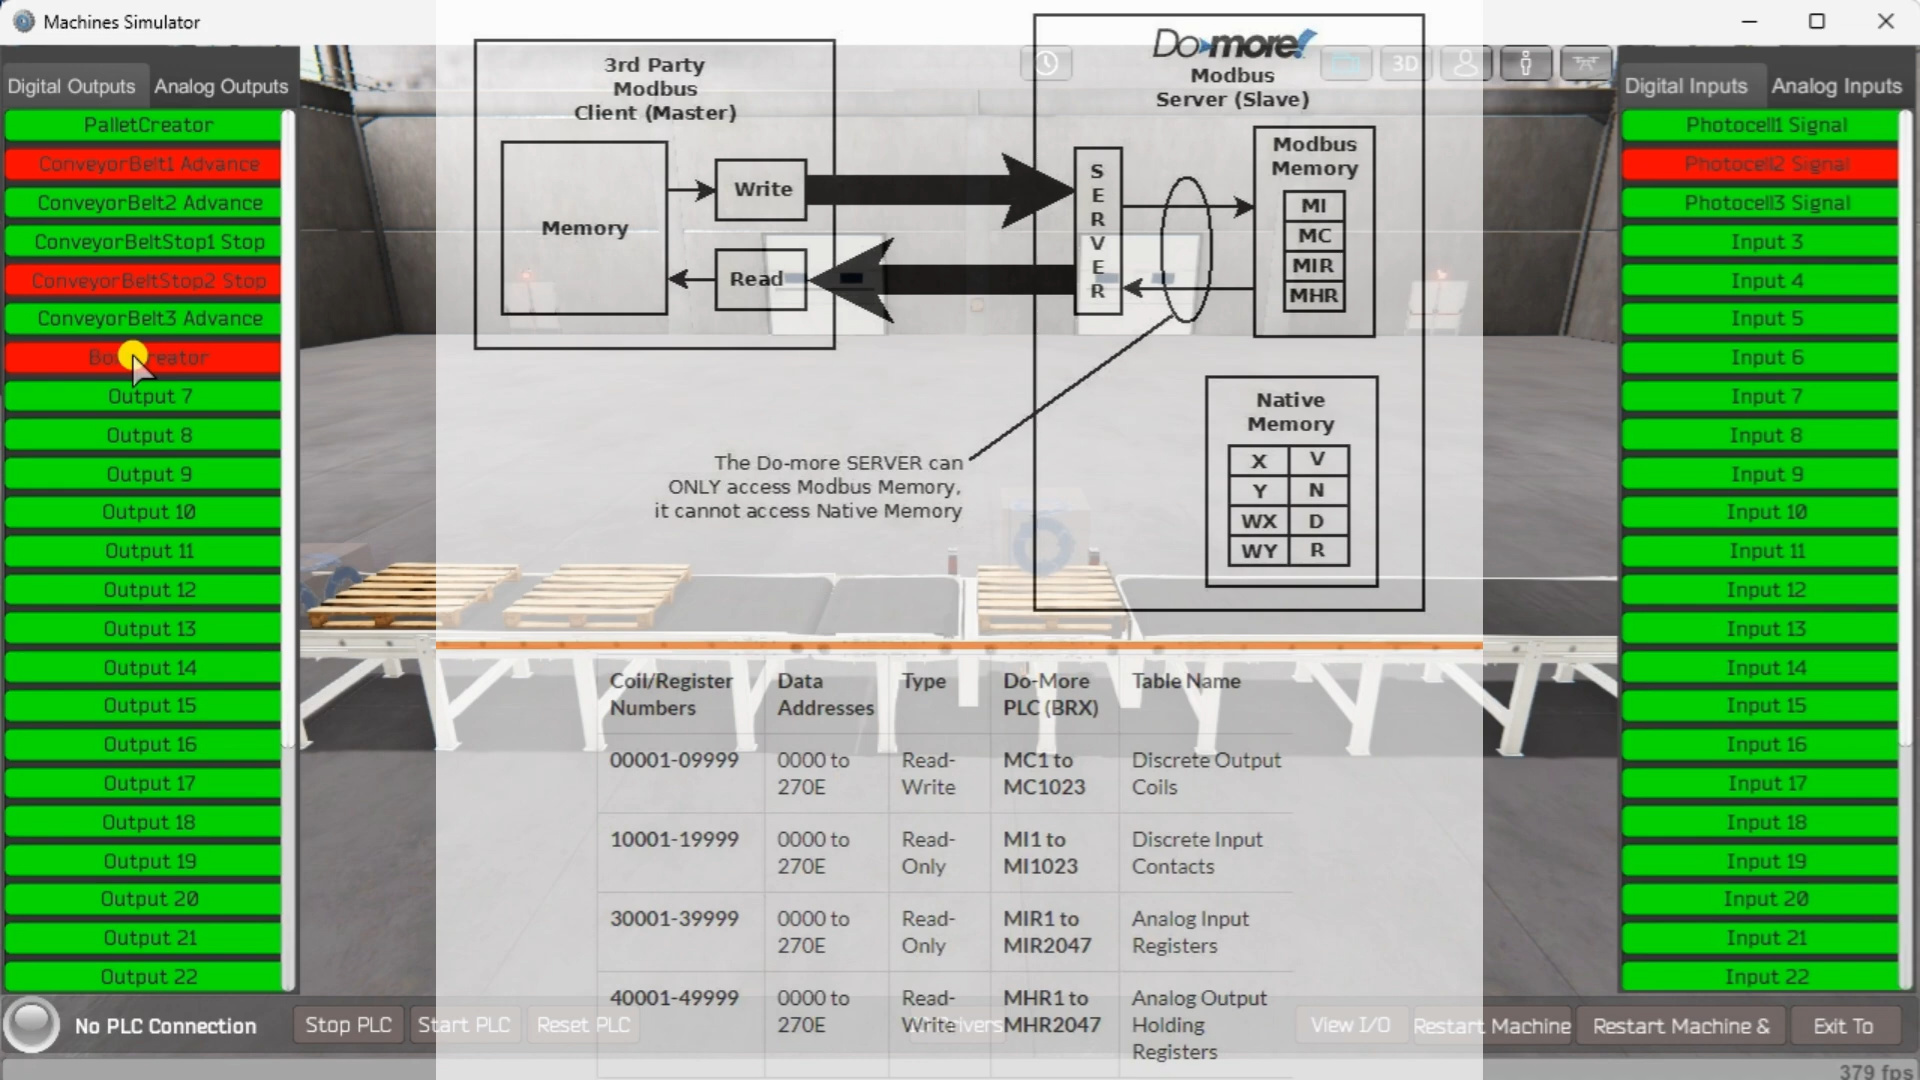 Machines Simulator
Digital Outputs
Analog Outputs
PalletCreator
ConveyorBelt1 Advance
ConveyorBelt2 Advance
ConveyorBeltStop1 Stop
ConveyorBeltStop2 Stop
ConveyorBelt3 Advance
Output 7
Output 8
Output 9
Output 10
Output 11
Output 12
Output 13
Output 14
Output 15
Output 16
Output 17
Output 18
Output 19
Output 20
Output 21
Output 22
3rd Party
Modbus
Client (Master)
Memory
Write
Read
Do-more!
Modbus
Server (Slave)
SERVER
Modbus
Memory
MI
MC
MIR
MHR
Native
Memory
X V
Y N
WX D
WY R
The Do-more SERVER can
ONLY access Modbus Memory,
it cannot access Native Memory
3D
Coil/Register Numbers
Data Addresses
Type
Do-More PLC (BRX)
Table Name
00001-09999
0000 to 270E
Read-Write
MC1 to MC1023
Discrete Output Coils
10001-19999
0000 to 270E
Read-Only
MI1 to MI1023
Discrete Input Contacts
30001-39999
0000 to 270E
Read-Only
MIR1 to MIR2047
Analog Input Registers
40001-49999
0000 to 270E
Read-Write
MHR1 to MHR2047
Analog Output Holding Registers
Digital Inputs
Analog Inputs
Photocell1 Signal
Photocell2 Signal
Photocell3 Signal
Input 3
Input 4
Input 5
Input 6
Input 7
Input 8
Input 9
Input 10
Input 11
Input 12
Input 13
Input 14
Input 15
Input 16
Input 17
Input 18
Input 19
Input 20
Input 21
Input 22
No PLC Connection
Stop PLC
Start PLC
Reset PLC
View I/O
Restart Machine
Restart Machine &
Exit To
379 fps